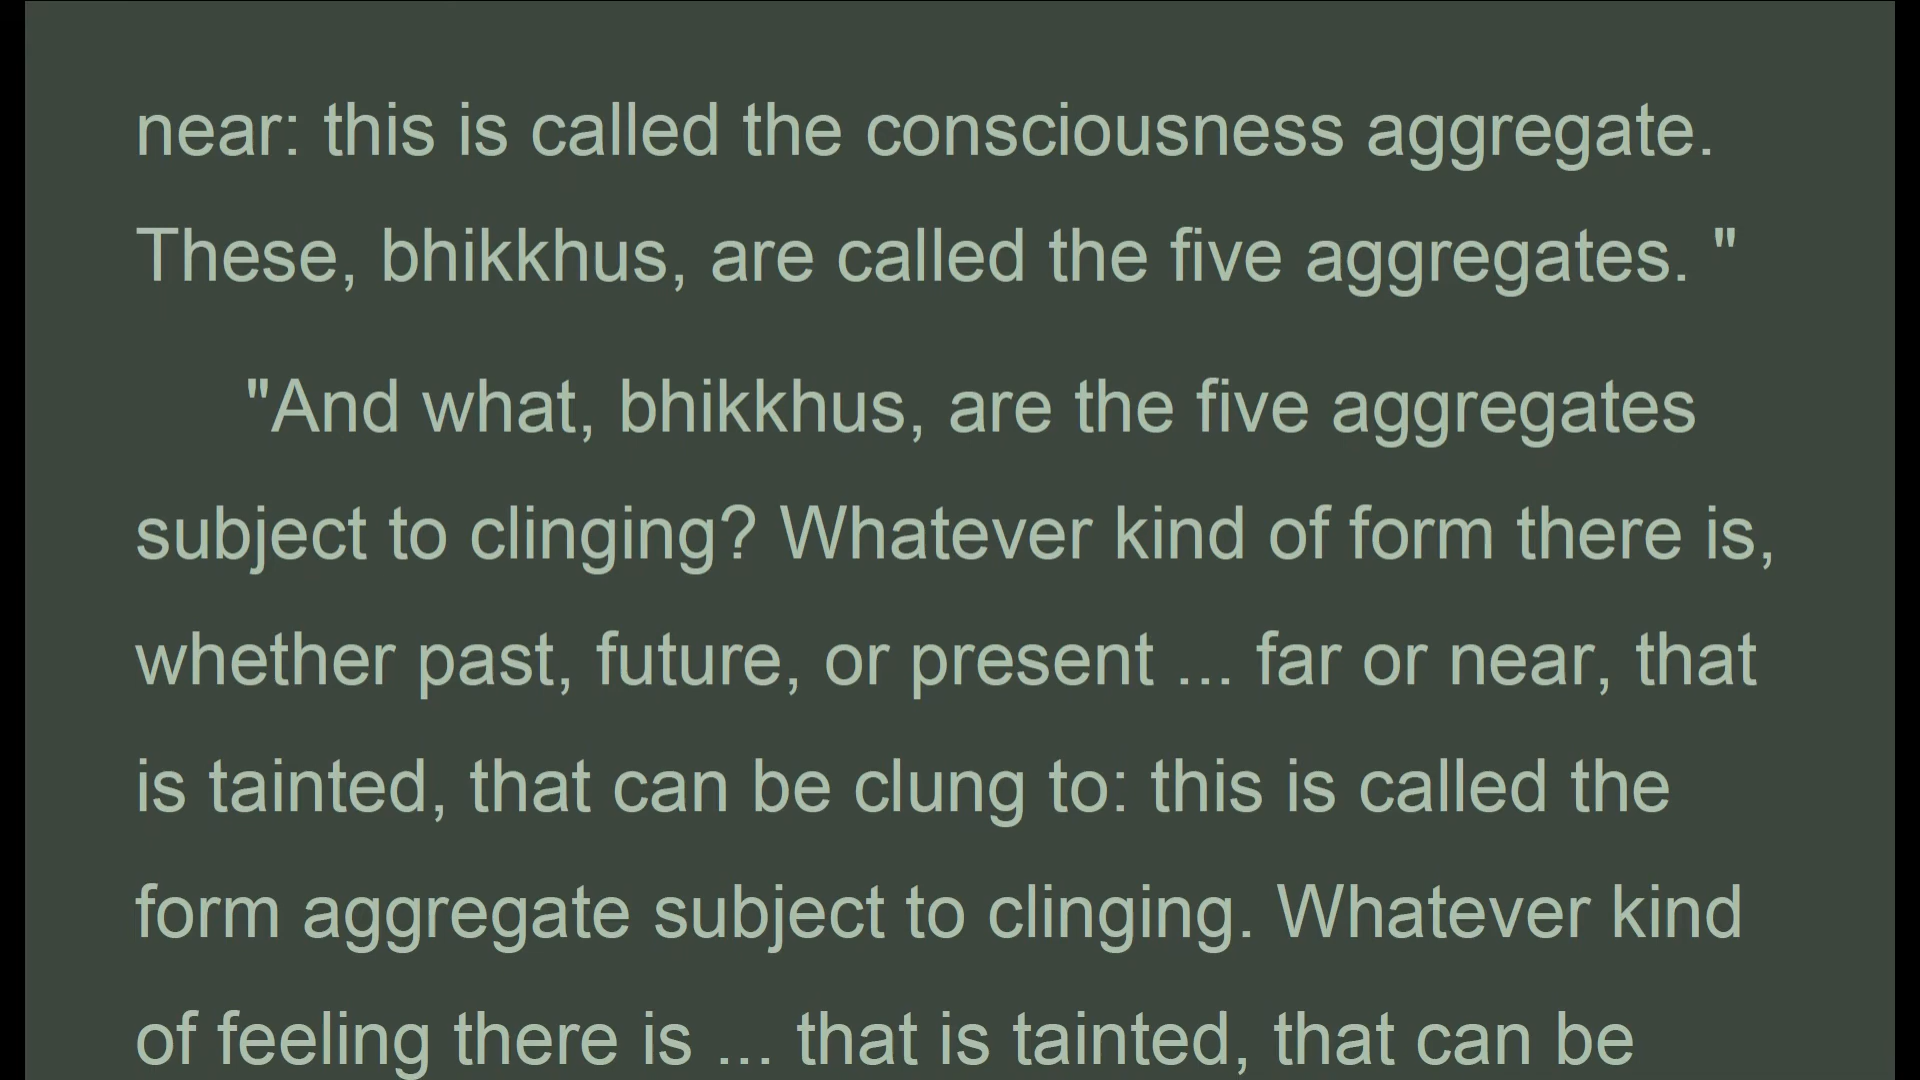 near: this is called the consciousness aggregate.
These, bhikkhus, are called the five aggregates. "
"And what, bhikkhus, are the five aggregates
subject to clinging? Whatever kind of form there is,
whether past, future, or present ... far or near, that
is tainted, that can be clung to: this is called the
form aggregate subject to clinging. Whatever kind
of feeling there is ... that is tainted, that can be